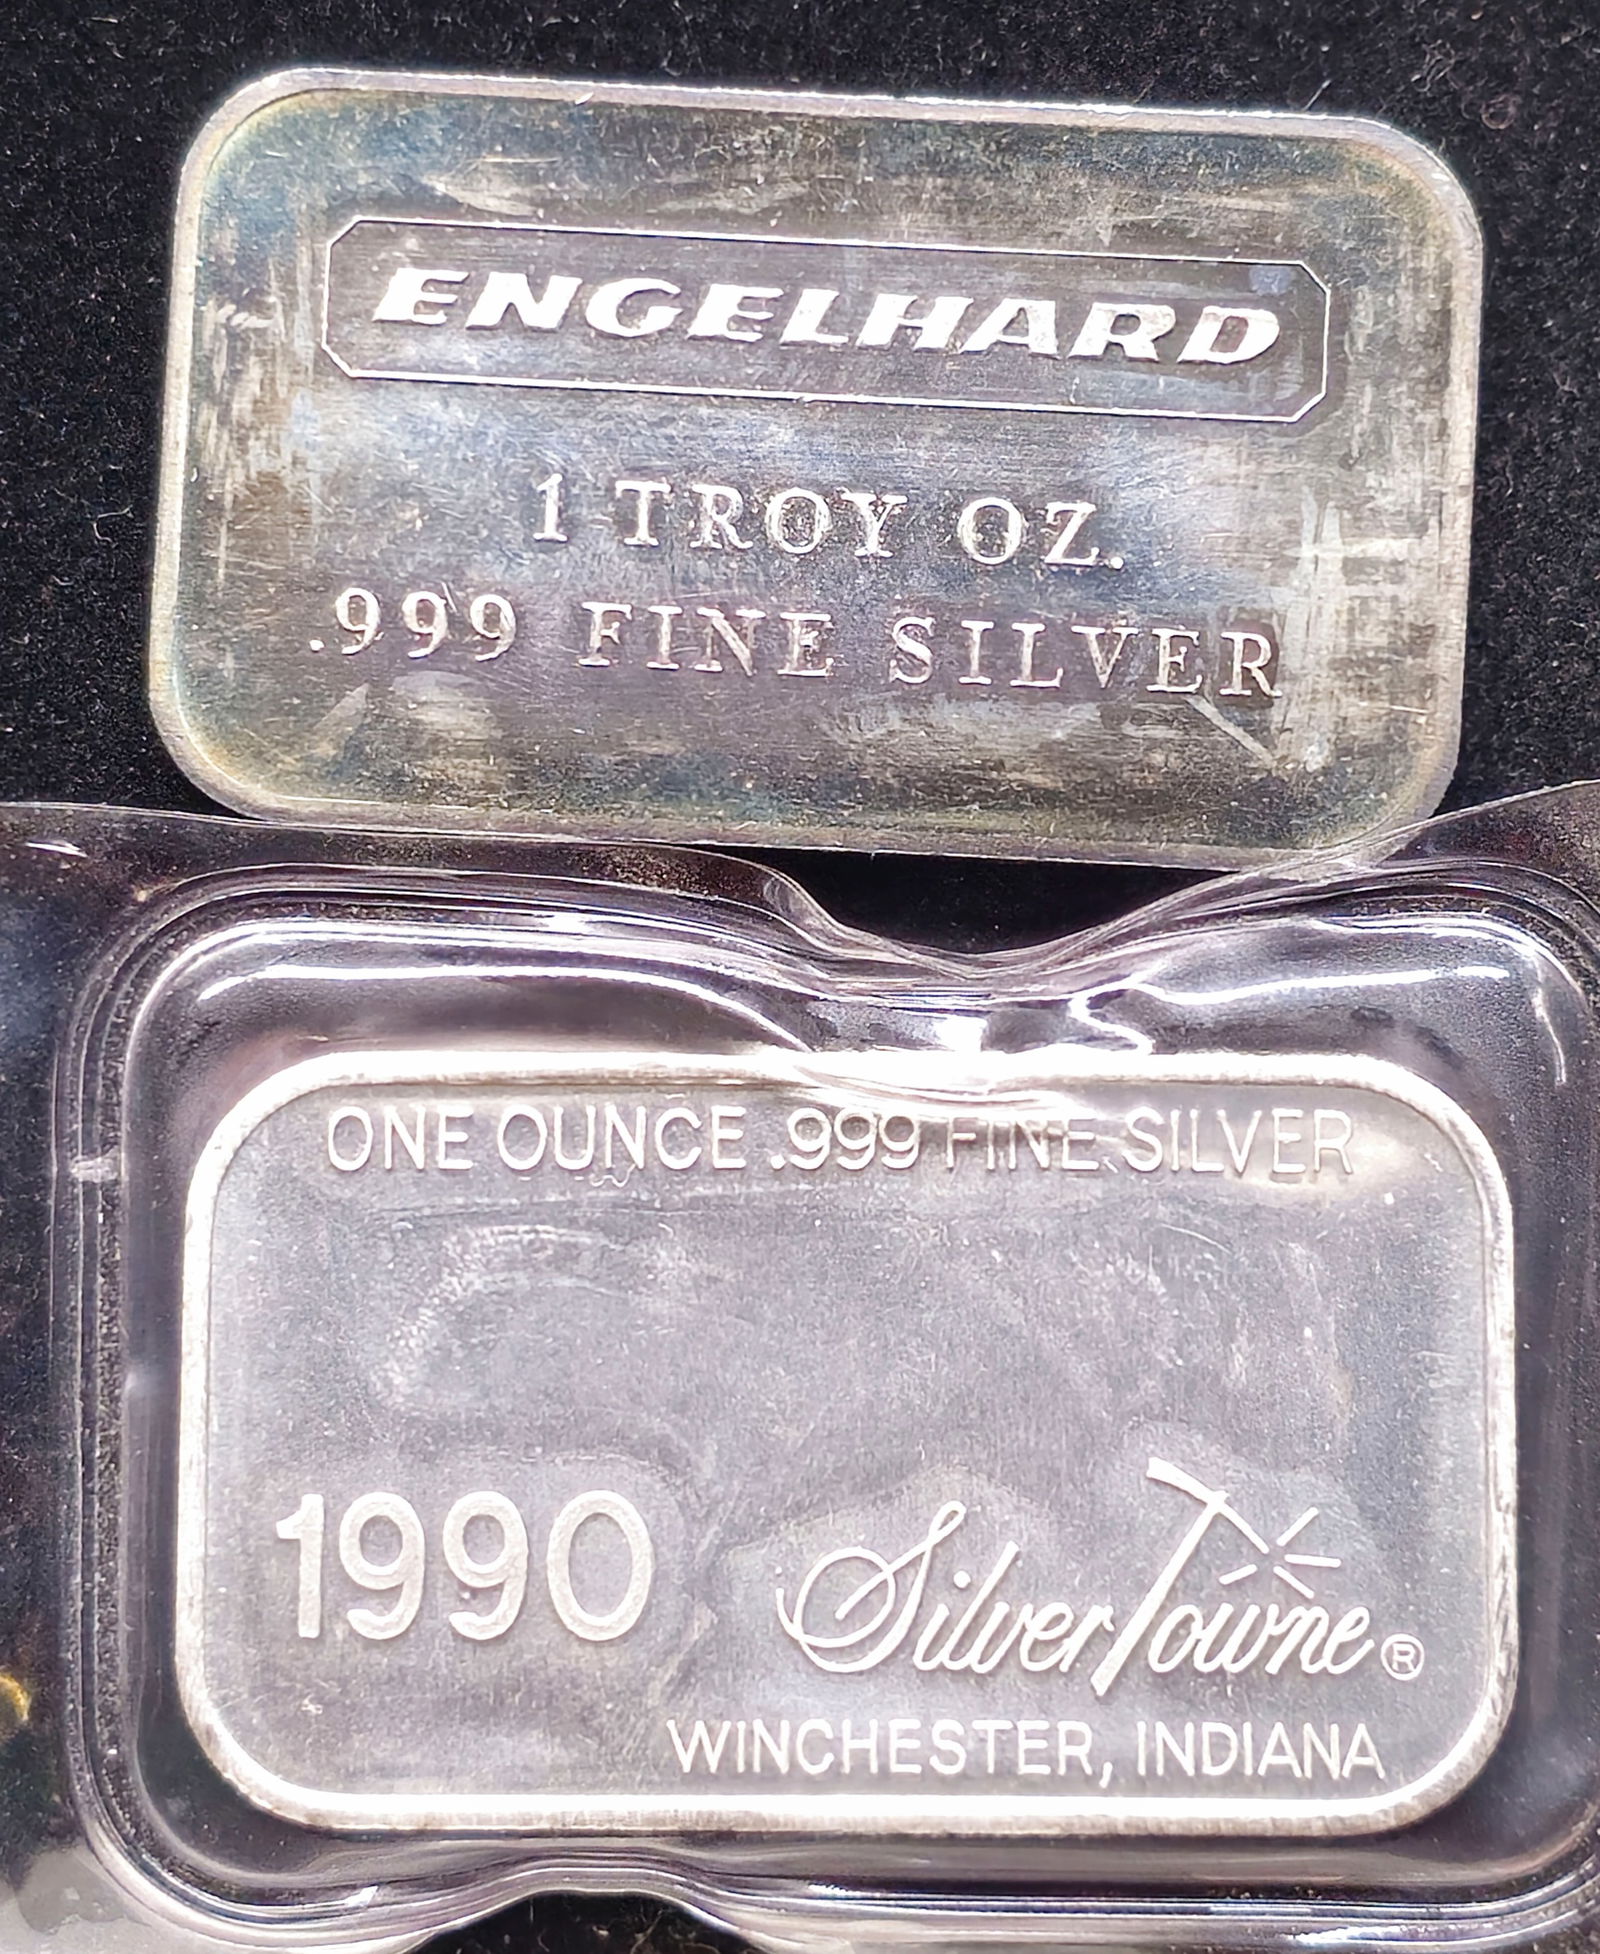 ENGELHARD
1 TROY OZ.
.999 FINE SILVER
ONE OUNCE .999 FINE SILVER
1990
SilverTowne®
WINCHESTER, INDIANA